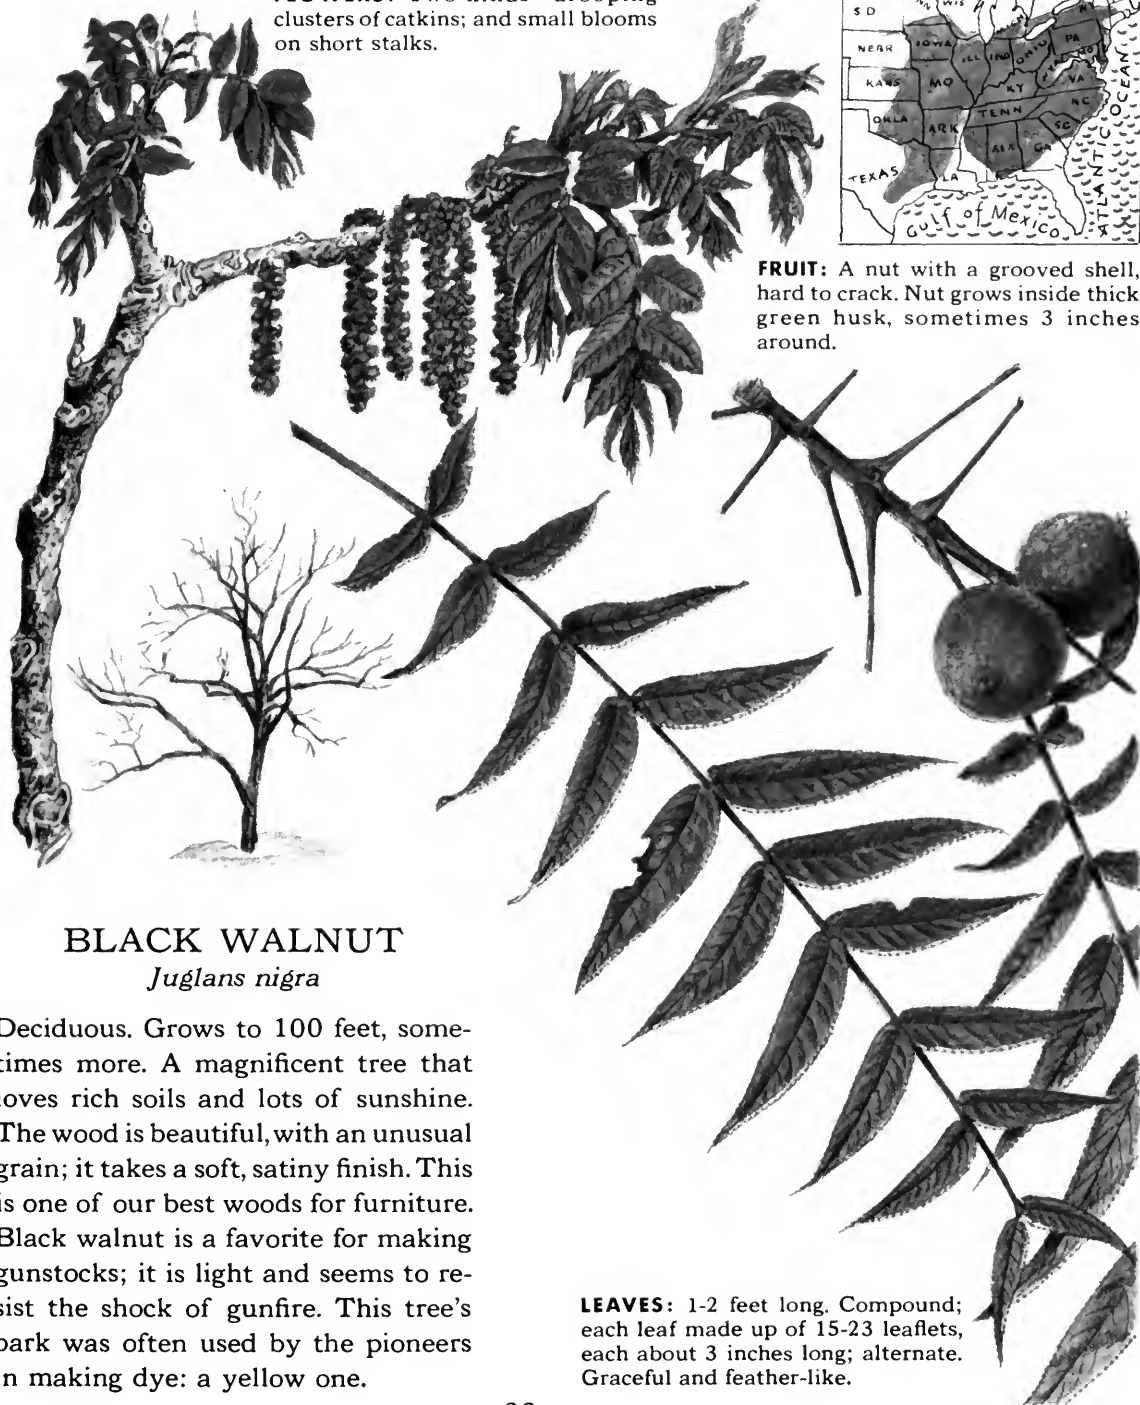 clusters of catkins; and small blooms
on short stalks.
S D
WIS
NEBR
IOWA
ILL
IND
OHIO
PA
KANS
MO
KY
VA
OKLA
ARK
TENN
NC
SC
TEXAS
LA
ALA
GA
Gulf of Mexico
ATLANTIC OCEAN
FRUIT: A nut with a grooved shell,
hard to crack. Nut grows inside thick
green husk, sometimes 3 inches
around.
BLACK WALNUT
Juglans nigra
Deciduous. Grows to 100 feet, some-
times more. A magnificent tree that
loves rich soils and lots of sunshine.
The wood is beautiful, with an unusual
grain; it takes a soft, satiny finish. This
is one of our best woods for furniture.
Black walnut is a favorite for making
gunstocks; it is light and seems to re-
sist the shock of gunfire. This tree's
bark was often used by the pioneers
in making dye: a yellow one.
LEAVES: 1-2 feet long. Compound;
each leaf made up of 15-23 leaflets,
each about 3 inches long; alternate.
Graceful and feather-like.